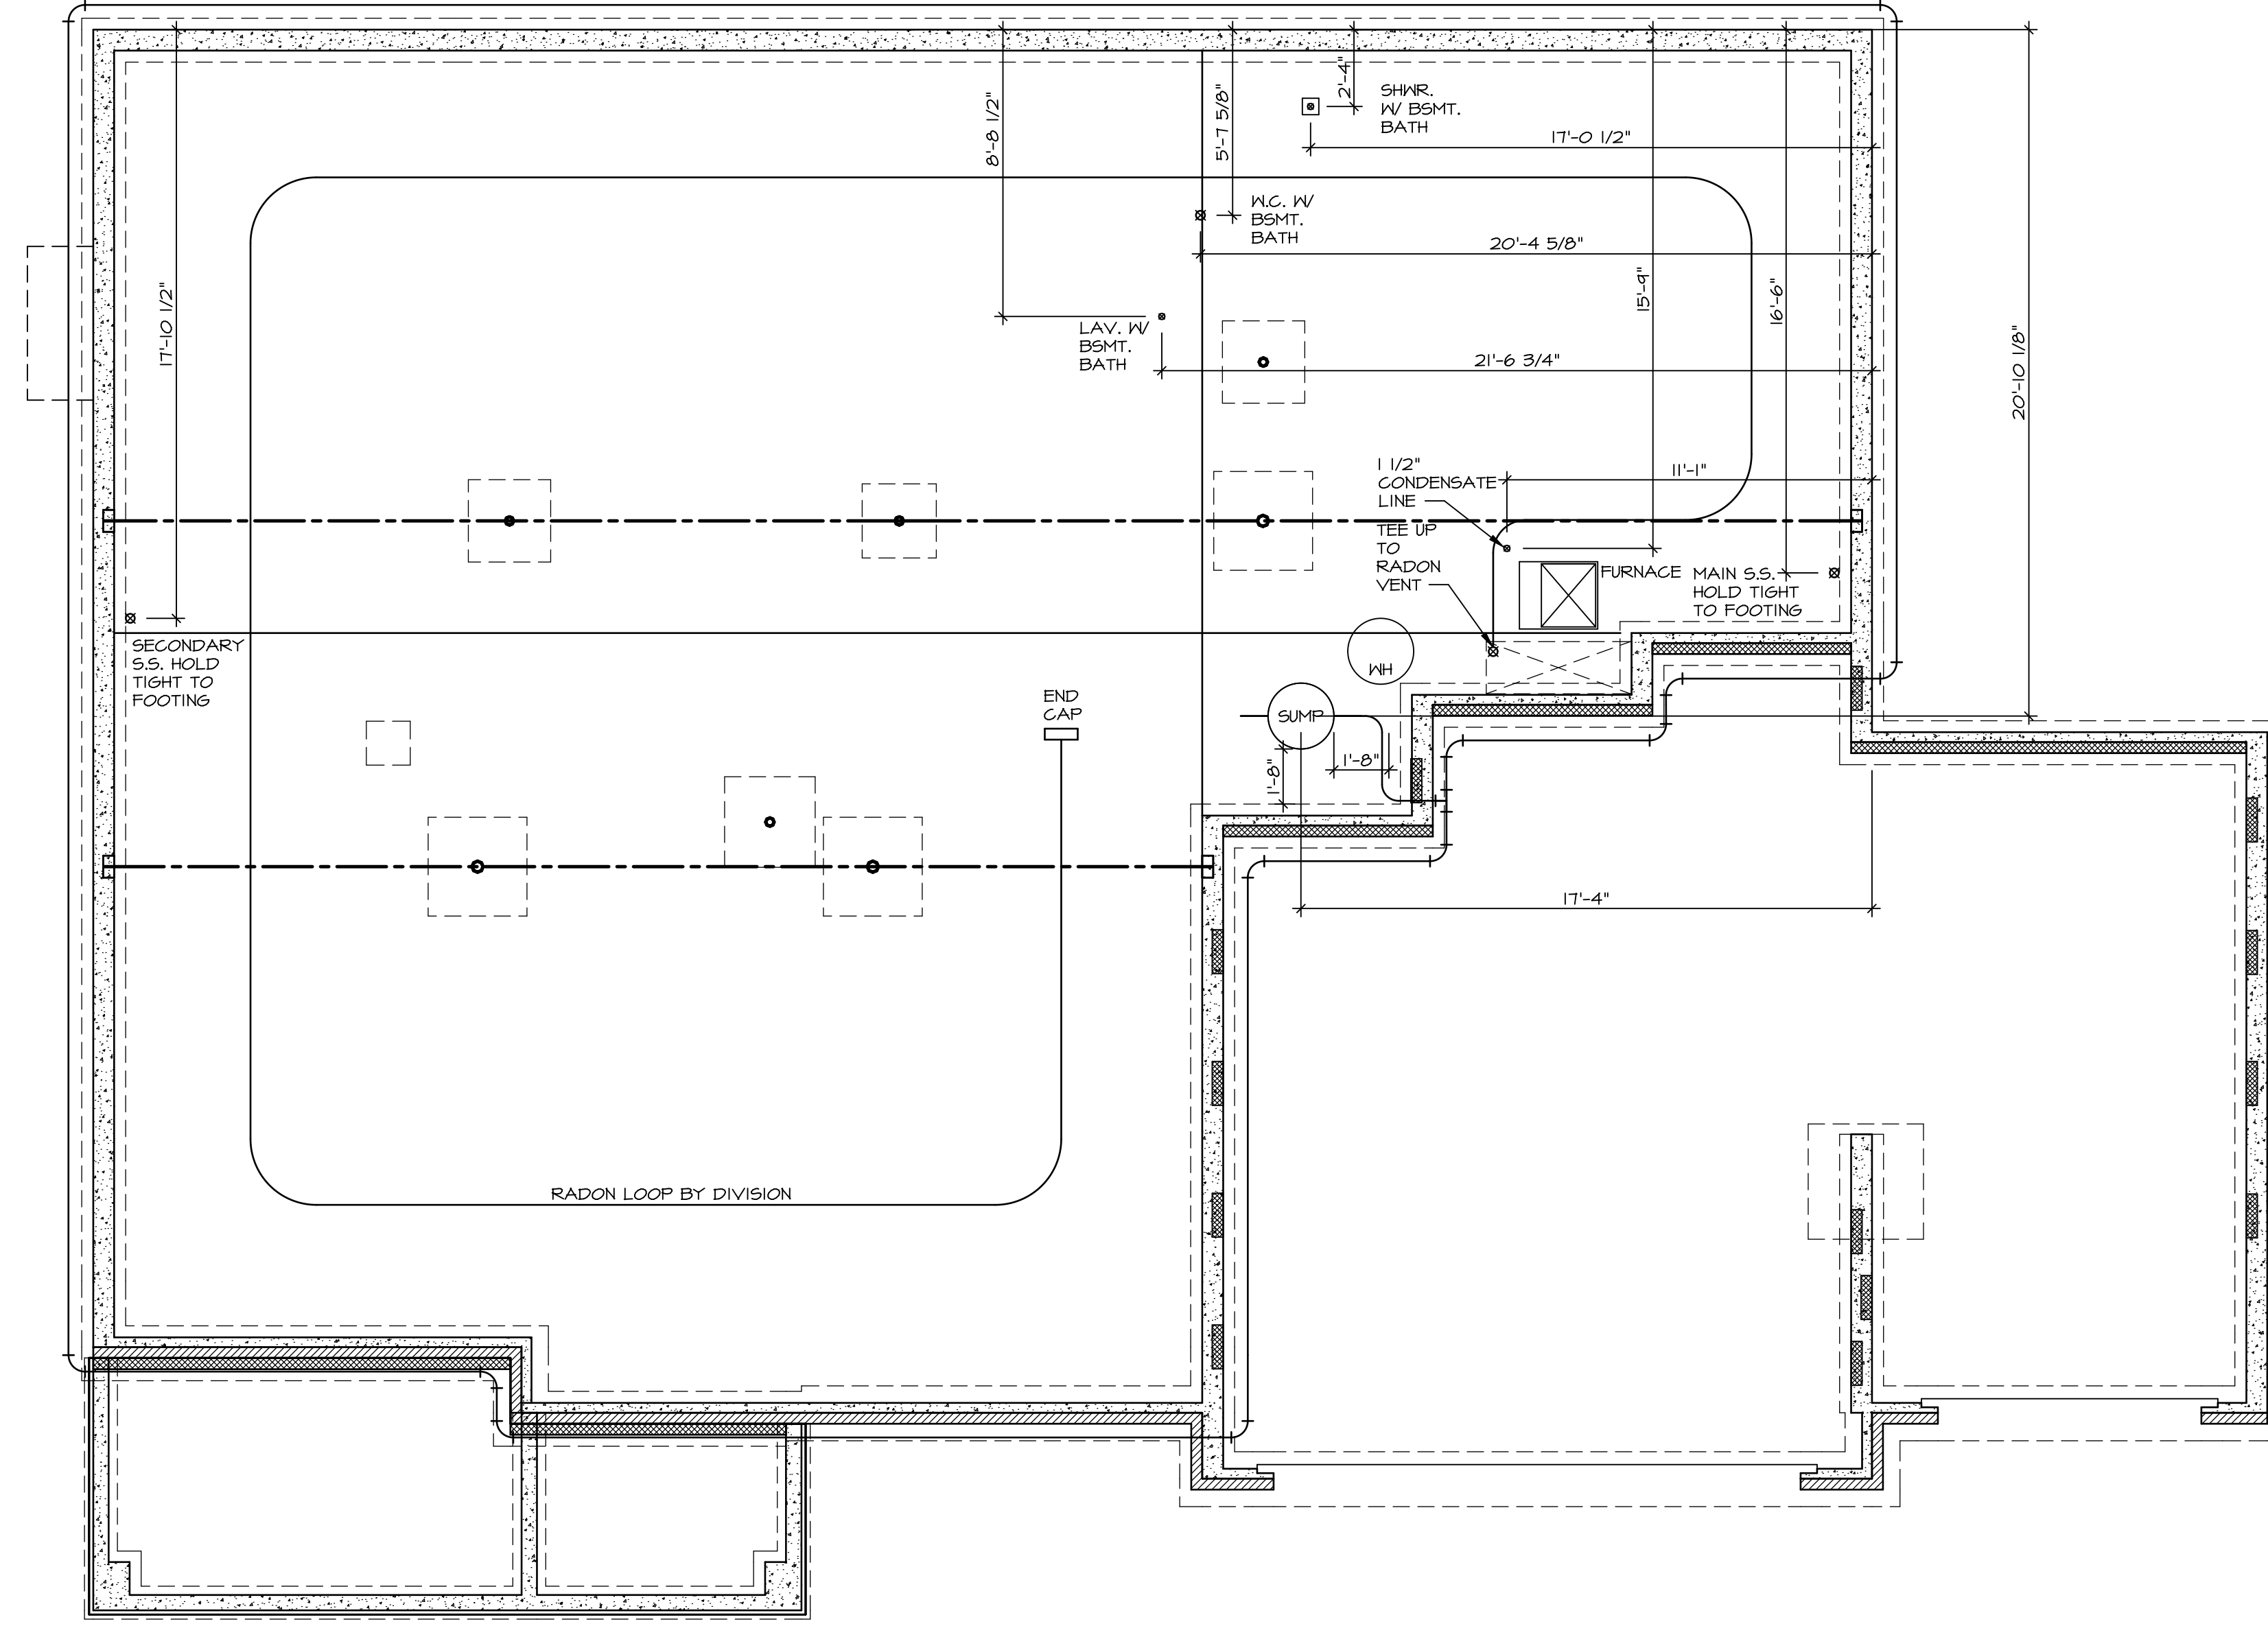 2'-4"
SHWR.
W/ BSMT.
BATH
8'-8 1/2"
5'-7 5/8"
17'-0 1/2"
W.C. W/
BSMT.
BATH
20'-4 5/8"
17'-10 1/2"
15'-9"
16'-6"
LAV. W/
BSMT.
BATH
21'-6 3/4"
20'-10 1/8"
1 1/2"
CONDENSATE
LINE
11'-1"
TEE UP
TO
RADON
VENT
FURNACE
MAIN S.S.
HOLD TIGHT
TO FOOTING
SECONDARY
S.S. HOLD
TIGHT TO
FOOTING
WH
END
CAP
SUMP
1'-8"
1'-8"
17'-4"
RADON LOOP BY DIVISION